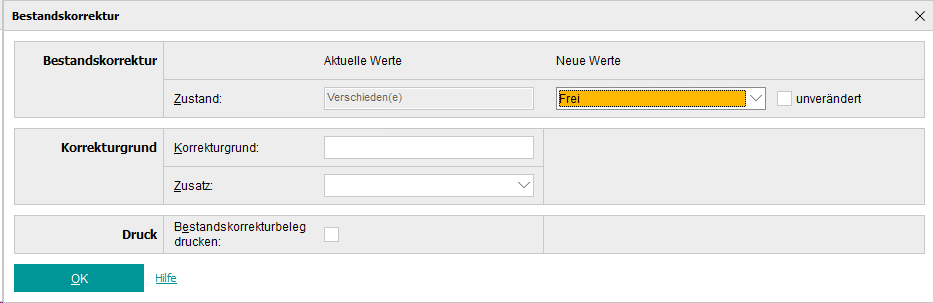 Bestandskorrektur
Bestandskorrektur Aktuelle Werte Neue Werte
Zustand: Verschieden(e) Frei unverändert
Korrekturgrund Korrekturgrund:
Zusatz:
Druck Bestandskorrekturbeleg
drucken:
OK Hilfe